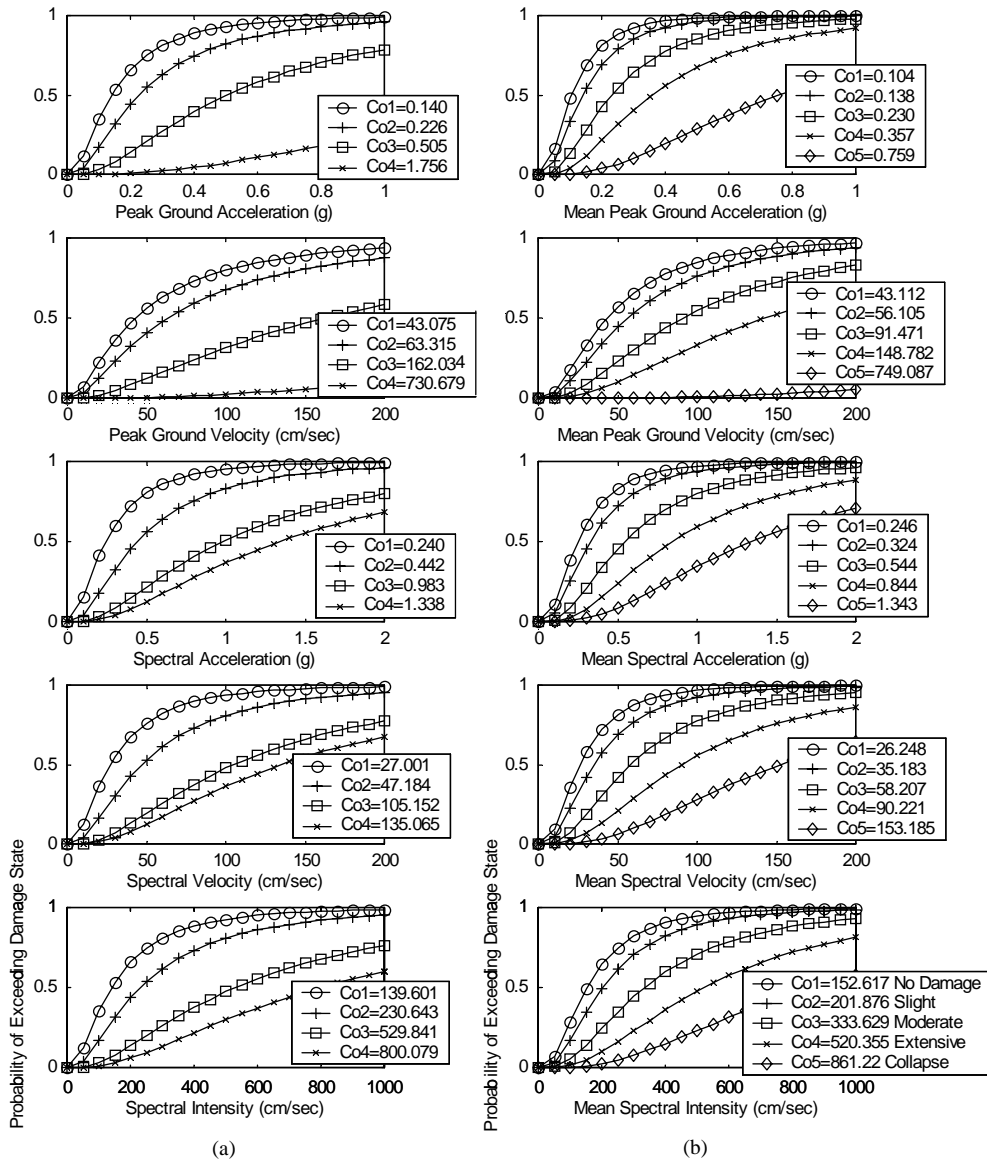 1
0.5
0
0 0.2 0.4 0.6 0.8 1
Peak Ground Acceleration (g)
Co1=0.140
Co2=0.226
Co3=0.505
Co4=1.756
1
0.5
0
0 0.2 0.4 0.6 0.8 1
Mean Peak Ground Acceleration (g)
Co1=0.104
Co2=0.138
Co3=0.230
Co4=0.357
Co5=0.759
1
0.5
0
0 50 100 150 200
Peak Ground Velocity (cm/sec)
Co1=43.075
Co2=63.315
Co3=162.034
Co4=730.679
1
0.5
0
0 50 100 150 200
Mean Peak Ground Velocity (cm/sec)
Co1=43.112
Co2=56.105
Co3=91.471
Co4=148.782
Co5=749.087
1
0.5
0
0 0.5 1 1.5 2
Spectral Acceleration (g)
Co1=0.240
Co2=0.442
Co3=0.983
Co4=1.338
1
0.5
0
0 0.5 1 1.5 2
Mean Spectral Acceleration (g)
Co1=0.246
Co2=0.324
Co3=0.544
Co4=0.844
Co5=1.343
1
0.5
0
0 50 100 150 200
Spectral Velocity (cm/sec)
Co1=27.001
Co2=47.184
Co3=105.152
Co4=135.065
1
0.5
0
0 50 100 150 200
Mean Spectral Velocity (cm/sec)
Co1=26.248
Co2=35.183
Co3=58.207
Co4=90.221
Co5=153.185
Probability of Exceeding Damage State
1
0.5
0
0 200 400 600 800 1000
Spectral Intensity (cm/sec)
Co1=139.601
Co2=230.643
Co3=529.841
Co4=800.079
Probability of Exceeding Damage State
1
0.5
0
0 200 400 600 800 1000
Mean Spectral Intensity (cm/sec)
Co1=152.617 No Damage
Co2=201.876 Slight
Co3=333.629 Moderate
Co4=520.355 Extensive
Co5=861.22 Collapse
(a)
(b)